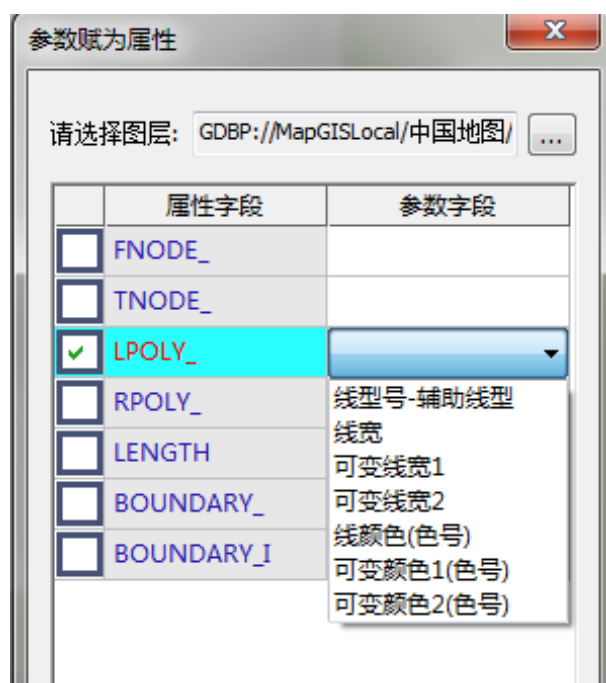 参数赋为属性
请选择图层: GDBP://MapGISLocal/中国地图/ ...
属性字段 参数字段
FNODE_
TNODE_
LPOLY_
RPOLY_ 线型号-辅助线型
线宽
LENGTH 可变线宽1
BOUNDARY_ 可变线宽2
线颜色(色号)
BOUNDARY_I 可变颜色1(色号)
可变颜色2(色号)